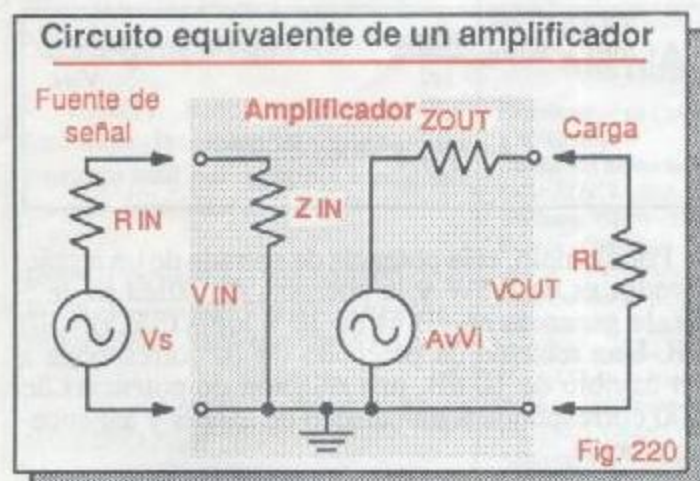 Circuito equivalente de un amplificador
Fuente de
señal
Amplificador
ZOUT
Carga
R IN
Z IN
RL
V IN
VOUT
Vs
AvVi
Fig. 220